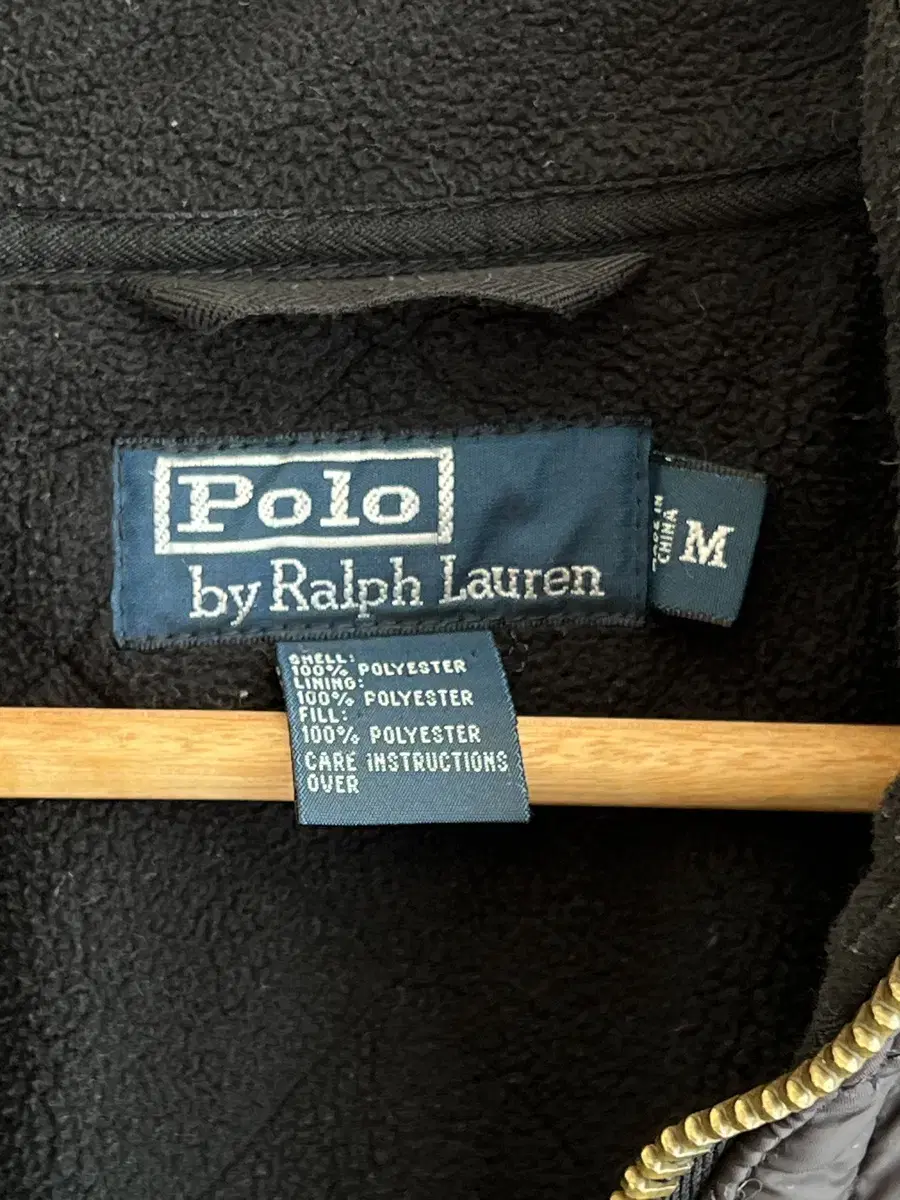 Polo
by Ralph Lauren
MADE IN
CHINA
M
SHELL:
100% POLYESTER
LINING:
100% POLYESTER
FILL:
100% POLYESTER
CARE INSTRUCTIONS
OVER